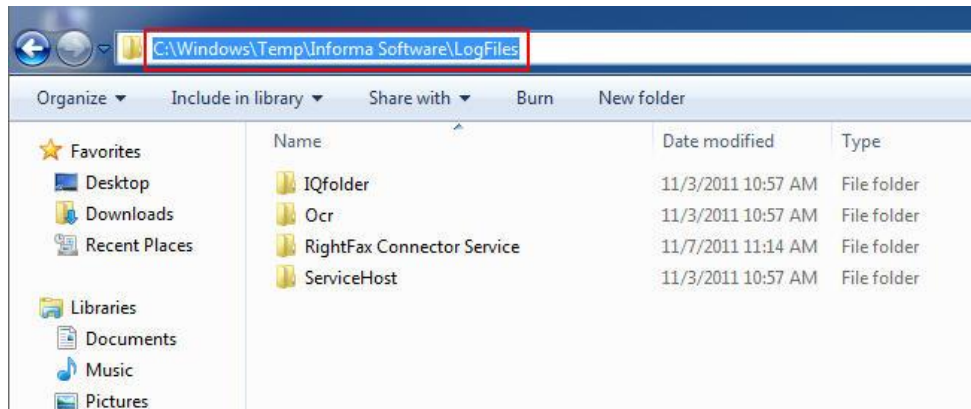 C:\Windows\Temp\Informa Software\LogFiles
Organize Include in library Share with Burn New folder
Favorites
Desktop
Downloads
Recent Places
Libraries
Documents
Music
Pictures
Name Date modified Type
IQfolder 11/3/2011 10:57 AM File folder
Ocr 11/3/2011 10:57 AM File folder
RightFax Connector Service 11/7/2011 11:14 AM File folder
ServiceHost 11/3/2011 10:57 AM File folder